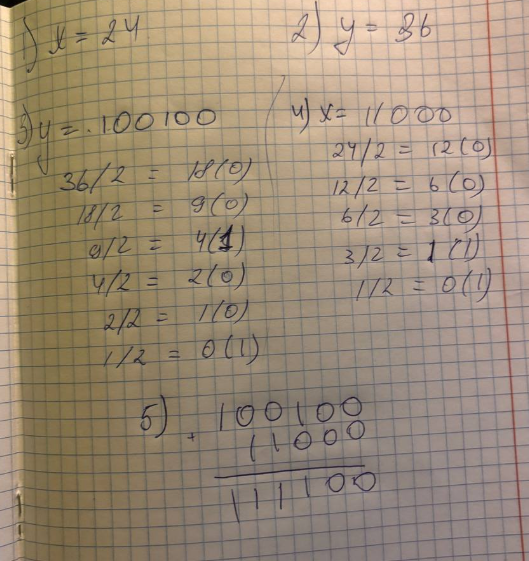 1) x = 24
2) y = 36
3) y = 100100
36/2 = 18(0)
18/2 = 9(0)
9/2 = 4(1)
4/2 = 2(0)
2/2 = 1(0)
1/2 = 0(1)
4) x = 11000
24/2 = 12(0)
12/2 = 6(0)
6/2 = 3(0)
3/2 = 1(1)
1/2 = 0(1)
5) 100100
+ 11000
111100